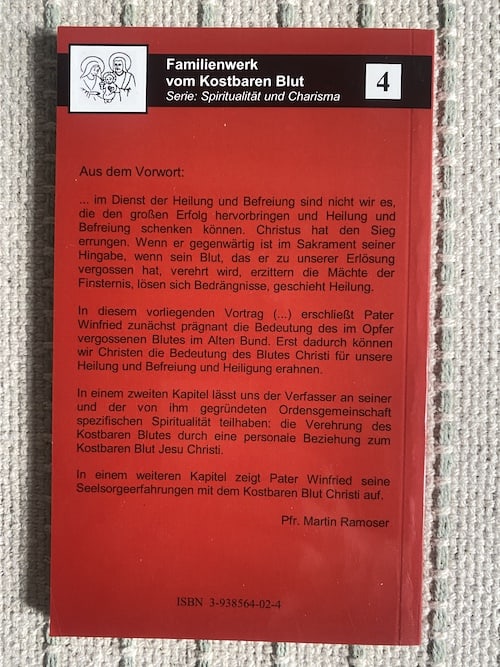 Familienwerk
vom Kostbaren Blut
Serie: Spiritualität und Charisma
4
Aus dem Vorwort:
... im Dienst der Heilung und Befreiung sind nicht wir es,
die den großen Erfolg hervorbringen und Heilung und
Befreiung schenken können. Christus hat den Sieg
errungen. Wenn er gegenwärtig ist im Sakrament seiner
Hingabe, wenn sein Blut, das er zu unserer Erlösung
vergossen hat, verehrt wird, erzittern die Mächte der
Finsternis, lösen sich Bedrängnisse, geschieht Heilung.
In diesem vorliegenden Vortrag (...) erschließt Pater
Winfried zunächst prägnant die Bedeutung des im Opfer
vergossenen Blutes im Alten Bund. Erst dadurch können
wir Christen die Bedeutung des Blutes Christi für unsere
Heilung und Befreiung und Heiligung erahnen.
In einem zweiten Kapitel lässt uns der Verfasser an seiner
und der von ihm gegründeten Ordensgemeinschaft
spezifischen Spiritualität teilhaben: die Verehrung des
Kostbaren Blutes durch eine personale Beziehung zum
Kostbaren Blut Jesu Christi.
In einem weiteren Kapitel zeigt Pater Winfried seine
Seelsorgeerfahrungen mit dem Kostbaren Blut Christi auf.
Pfr. Martin Ramoser
ISBN 3-938564-02-4